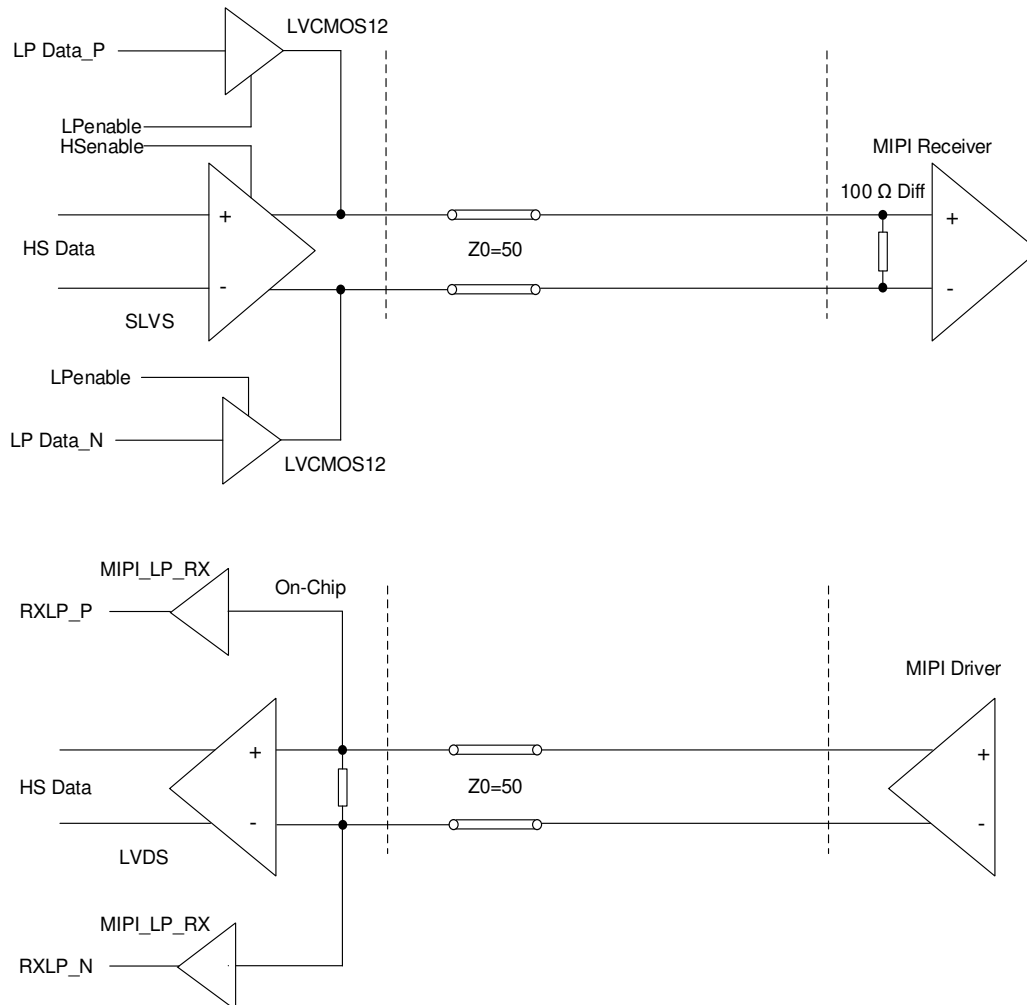 LVCMOS12
LP Data_P
LPenable
HSenable
MIPI Receiver
100 Ω Diff
+
+
HS Data
Z0=50
-
-
SLVS
LPenable
LP Data_N
LVCMOS12
MIPI_LP_RX
On-Chip
RXLP_P
MIPI Driver
+
+
HS Data
Z0=50
-
-
LVDS
MIPI_LP_RX
RXLP_N